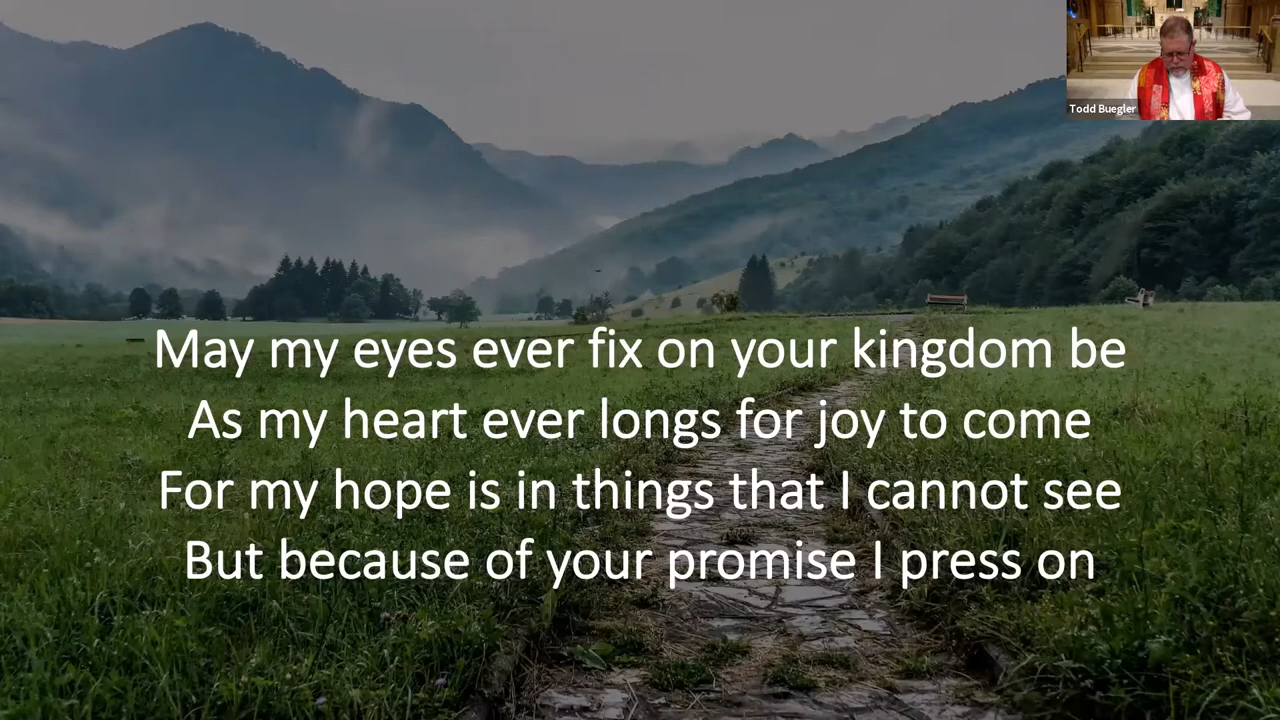 Todd Buegler
May my eyes ever fix on your kingdom be
As my heart ever longs for joy to come
For my hope is in things that I cannot see
But because of your promise I press on